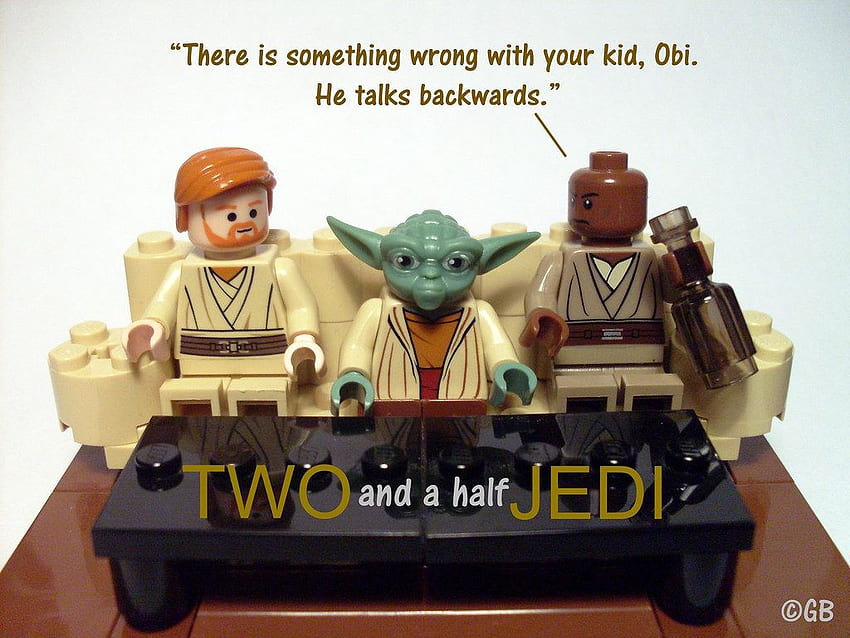 “There is something wrong with your kid, Obi.
He talks backwards.”
TWO and a half JEDI
©GB